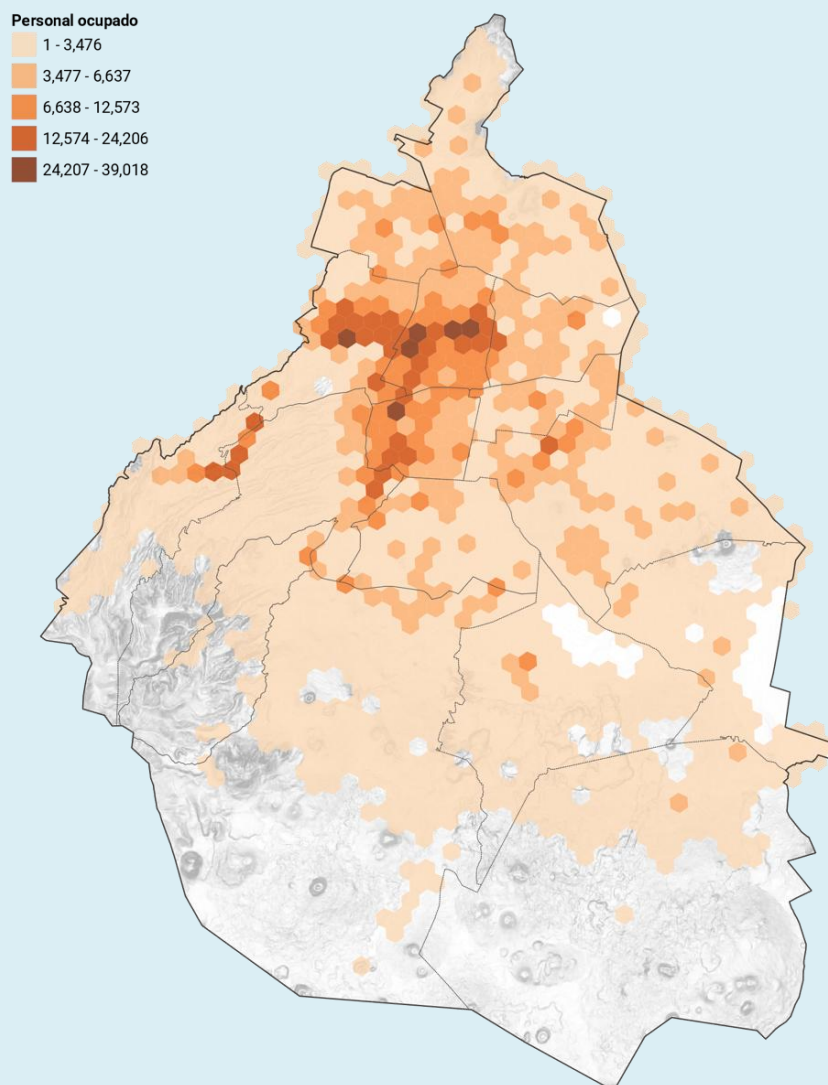 Personal ocupado
1 - 3,476
3,477 - 6,637
6,638 - 12,573
12,574 - 24,206
24,207 - 39,018